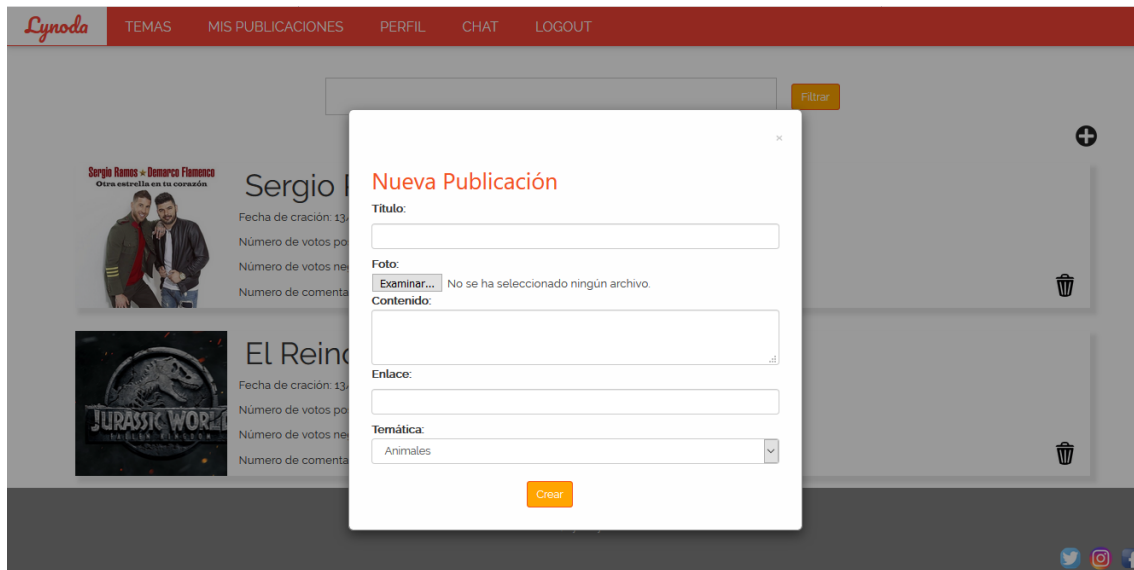 Lynoda TEMAS MIS PUBLICACIONES PERFIL CHAT LOGOUT
Filtrar
×
Sergio Ramos ★ Demarco Flamenco
Otra estrella en tu corazón
Sergio
Fecha de cración: 13
Número de votos po
Número de votos ne
Numero de comenta
Nueva Publicación
Título:
Foto:
Examinar... No se ha seleccionado ningún archivo.
Contenido:
Enlace:
Temática:
Animales
Crear
JURASSIC WORLD
FALLEN KINGDOM
El Reino
Fecha de cración: 13
Número de votos po
Número de votos ne
Numero de comenta